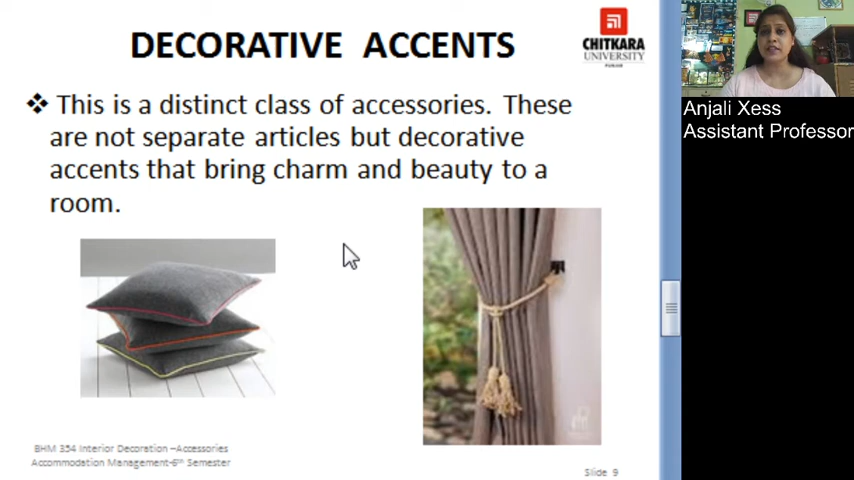 DECORATIVE ACCENTS
CHITKARA
UNIVERSITY
PUNJAB
❖ This is a distinct class of accessories. These
are not separate articles but decorative
accents that bring charm and beauty to a
room.
BHM 354 Interior Decoration –Accessories
Accommodation Management-6th Semester
Slide 9
Anjali Xess
Assistant Professor